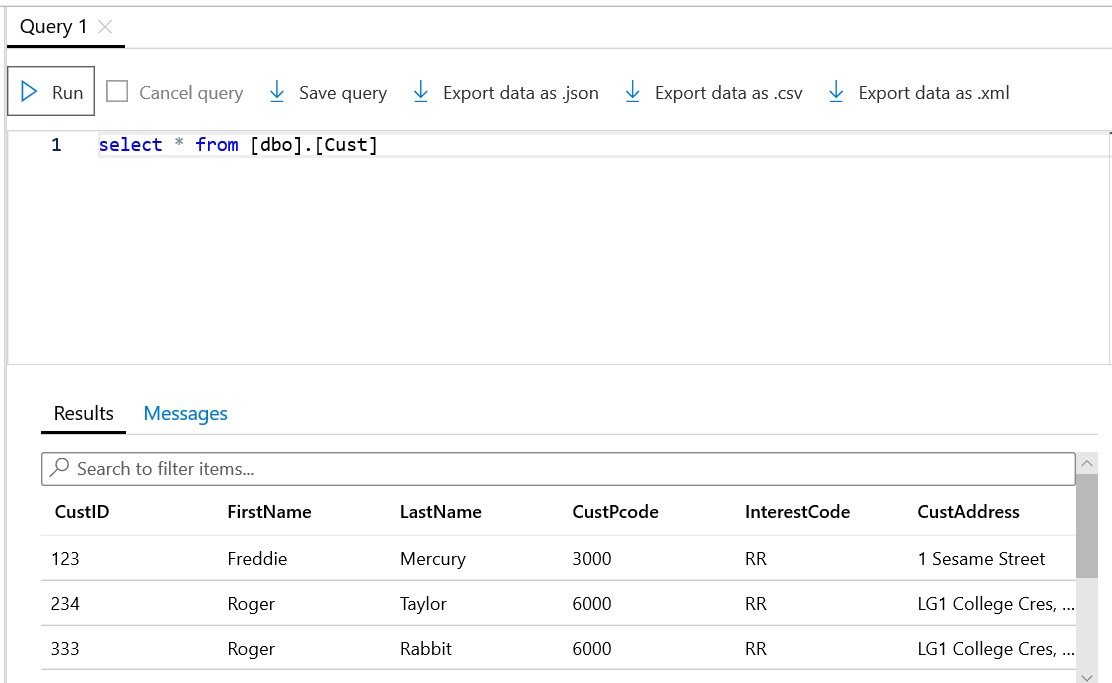 Query 1
Run Cancel query Save query Export data as .json Export data as .csv Export data as .xml
1 select * from [dbo].[Cust]
Results Messages
Search to filter items...
CustID FirstName LastName CustPcode InterestCode CustAddress
123 Freddie Mercury 3000 RR 1 Sesame Street
234 Roger Taylor 6000 RR LG1 College Cres, ...
333 Roger Rabbit 6000 RR LG1 College Cres, ...